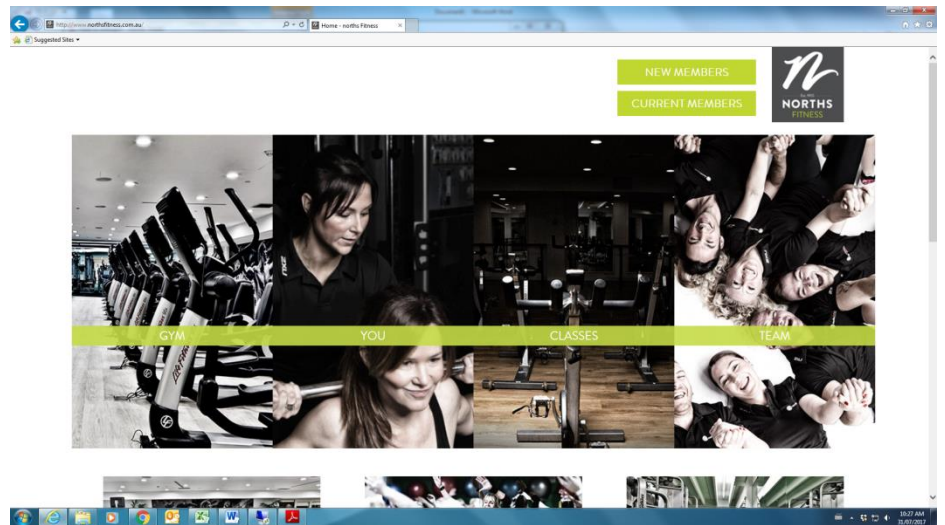 http://www.northsfitness.com.au/
Home - norths Fitness
Suggested Sites
NEW MEMBERS
CURRENT MEMBERS
n
NORTHS
FITNESS
GYM
YOU
CLASSES
TEAM
10:27 AM
31/07/2017